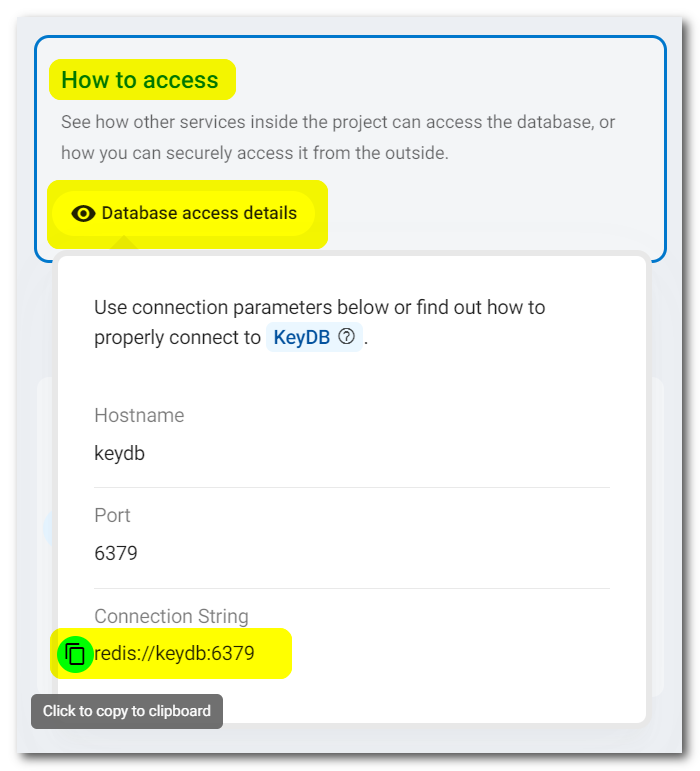 How to access
See how other services inside the project can access the database, or
how you can securely access it from the outside.
Database access details
Use connection parameters below or find out how to
properly connect to KeyDB .
Hostname
keydb
Port
6379
Connection String
redis://keydb:6379
Click to copy to clipboard